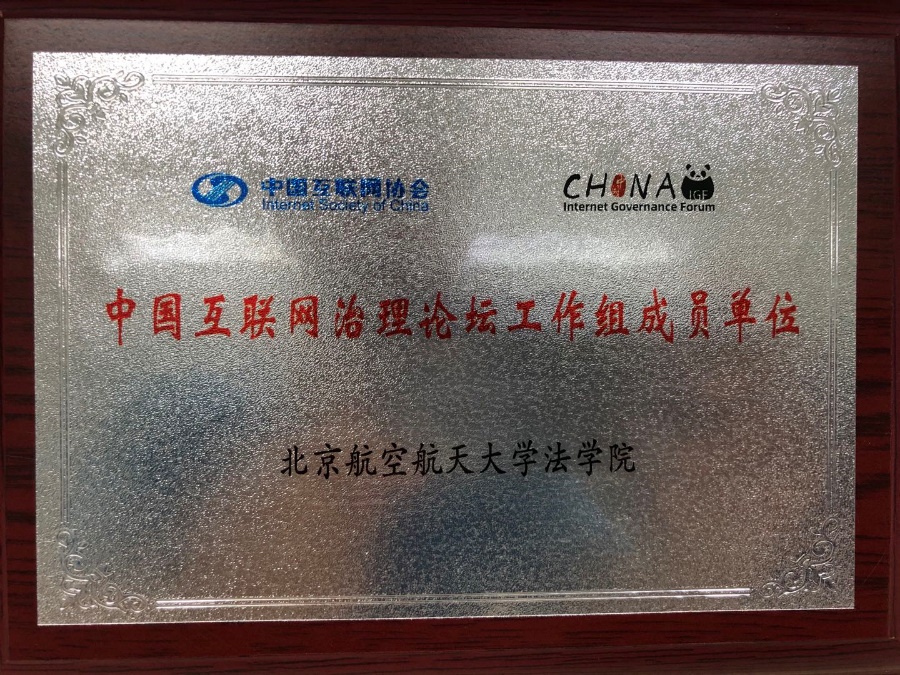 中国互联网协会
Internet Society of China
CHINA
IGF
Internet Governance Forum
中国互联网治理论坛工作组成员单位
北京航空航天大学法学院